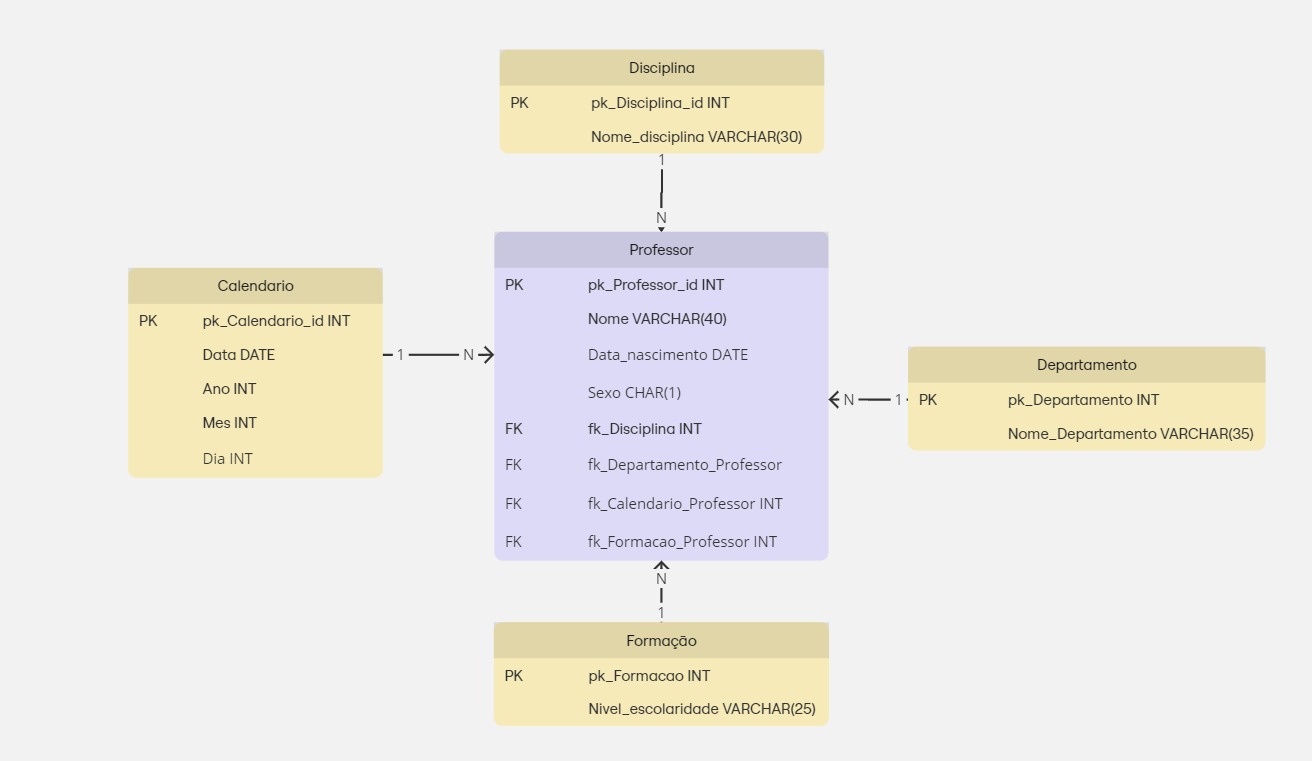 Disciplina
PK pk_Disciplina_id INT
Nome_disciplina VARCHAR(30)
1
N
Professor
PK pk_Professor_id INT
Nome VARCHAR(40)
Data_nascimento DATE
Sexo CHAR(1)
FK fk_Disciplina INT
FK fk_Departamento_Professor
FK fk_Calendario_Professor INT
FK fk_Formacao_Professor INT
Calendario
PK pk_Calendario_id INT
Data DATE
Ano INT
Mes INT
Dia INT
1 N
Departamento
PK pk_Departamento INT
Nome_Departamento VARCHAR(35)
N 1
N
1
Formação
PK pk_Formacao INT
Nivel_escolaridade VARCHAR(25)